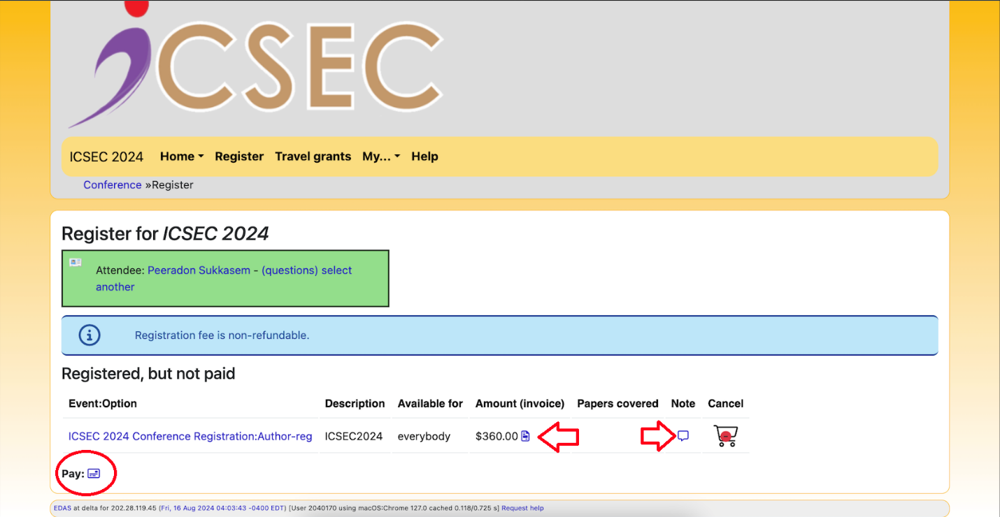 iCSEC
ICSEC 2024 Home Register Travel grants My... Help
Conference »Register
Register for ICSEC 2024
Attendee: Peeradon Sukkasem - (questions) select
another
Registration fee is non-refundable.
Registered, but not paid
Event:Option Description Available for Amount (invoice) Papers covered Note Cancel
ICSEC 2024 Conference Registration:Author-reg ICSEC2024 everybody $360.00
Pay:
EDAS at delta for 202.28.119.45 (Fri, 16 Aug 2024 04:03:43 -0400 EDT) [User 2040170 using macOS:Chrome 127.0 cached 0.118/0.725 s] Request help